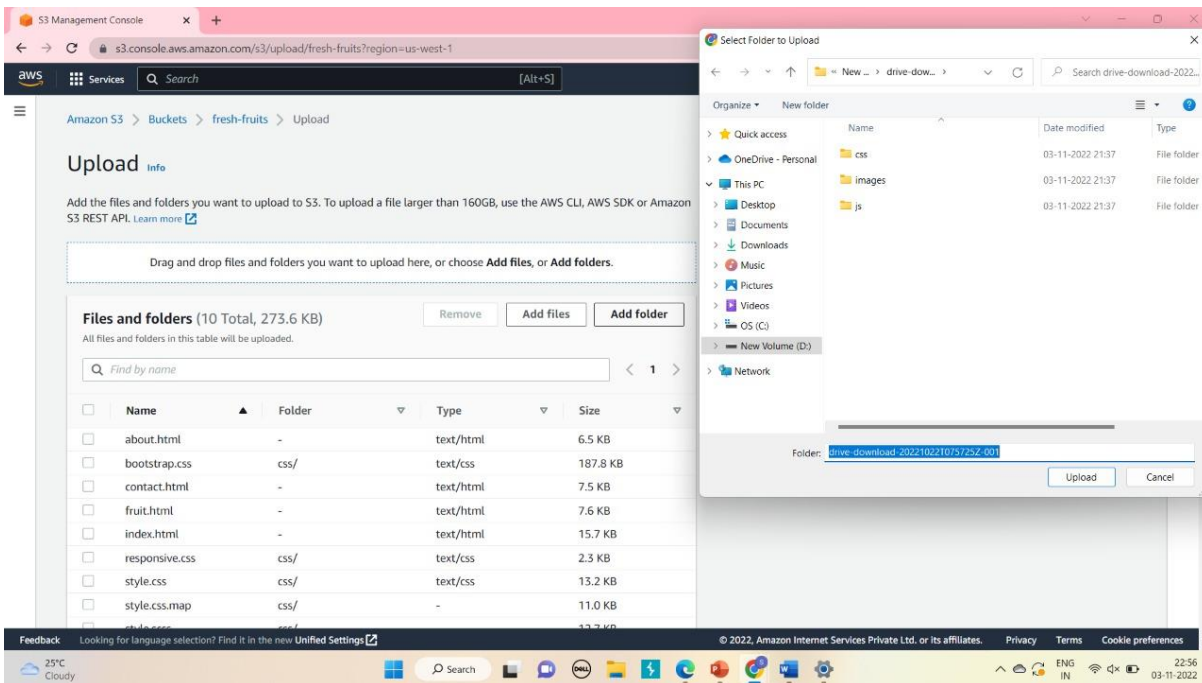 S3 Management Console
s3.console.aws.amazon.com/s3/upload/fresh-fruits?region=us-west-1
aws
Services
Search
[Alt+S]
Amazon S3 > Buckets > fresh-fruits > Upload
Upload Info
Add the files and folders you want to upload to S3. To upload a file larger than 160GB, use the AWS CLI, AWS SDK or Amazon
S3 REST API. Learn more
Drag and drop files and folders you want to upload here, or choose Add files, or Add folders.
Files and folders (10 Total, 273.6 KB)
Remove
Add files
Add folder
All files and folders in this table will be uploaded.
Find by name
< 1 >
Name Folder Type Size
about.html - text/html 6.5 KB
bootstrap.css css/ text/css 187.8 KB
contact.html - text/html 7.5 KB
fruit.html - text/html 7.6 KB
index.html - text/html 15.7 KB
responsive.css css/ text/css 2.3 KB
style.css css/ text/css 13.2 KB
style.css.map css/ - 11.0 KB
Select Folder to Upload
« New ... > drive-dow... >
Search drive-download-2022...
Organize
New folder
Name Date modified Type
css 03-11-2022 21:37 File folder
images 03-11-2022 21:37 File folder
js 03-11-2022 21:37 File folder
Quick access
OneDrive - Personal
This PC
Desktop
Documents
Downloads
Music
Pictures
Videos
OS (C:)
New Volume (D:)
Network
Folder: drive-download-20221022T075725Z-001
Upload
Cancel
Feedback
Looking for language selection? Find it in the new Unified Settings
© 2022, Amazon Internet Services Private Ltd. or its affiliates.
Privacy
Terms
Cookie preferences
25°C
Cloudy
Search
DELL
ENG
IN
22:56
03-11-2022